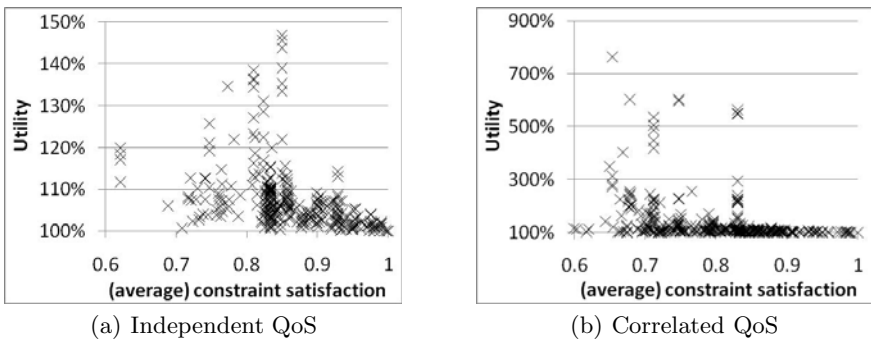 150%
140%
130%
120%
110%
100%
Utility
0.6 0.7 0.8 0.9 1
(average) constraint satisfaction
(a) Independent QoS
900%
700%
500%
300%
100%
Utility
0.6 0.7 0.8 0.9 1
(average) constraint satisfaction
(b) Correlated QoS